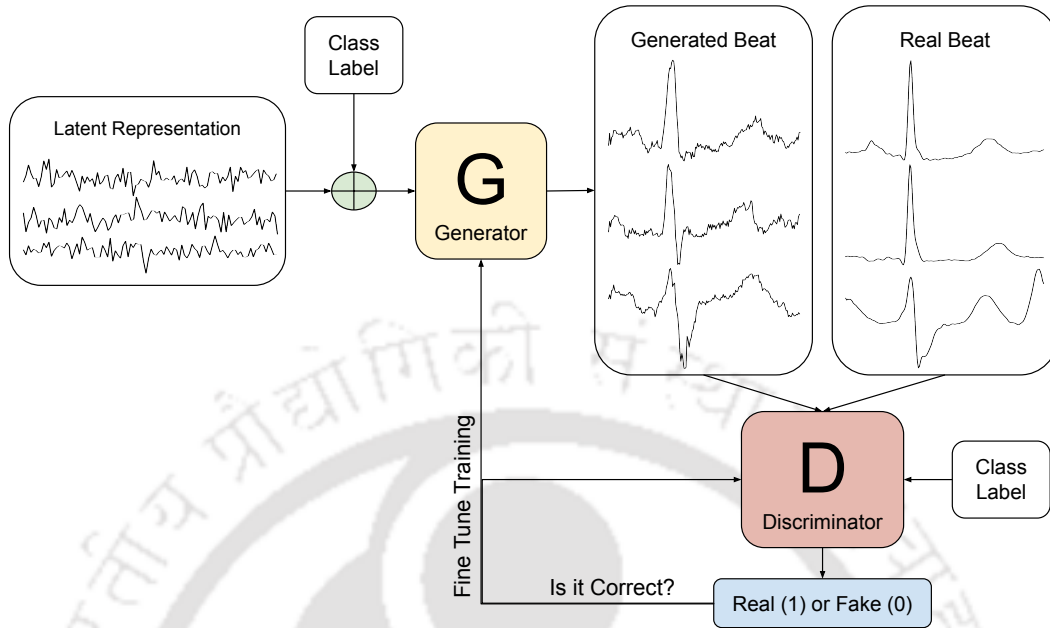 Class
Label
Latent Representation
G
Generator
Generated Beat
Real Beat
D
Discriminator
Class
Label
Fine Tune Training
Is it Correct?
Real (1) or Fake (0)
प्रौद्योगिकी